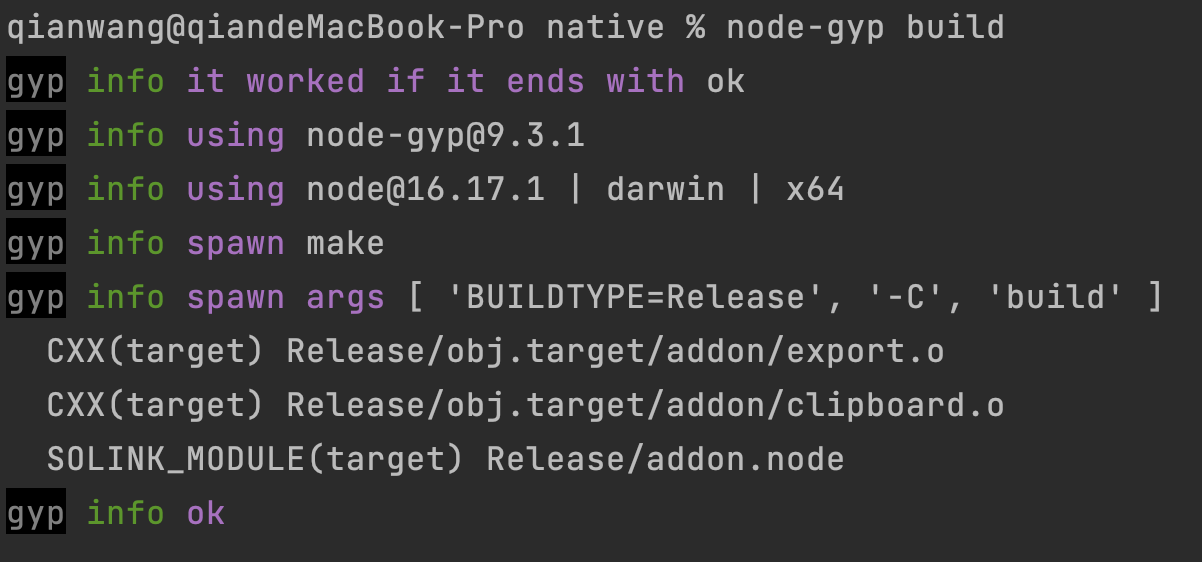 qianwang@qiandeMacBook-Pro native % node-gyp build
gyp info it worked if it ends with ok
gyp info using node-gyp@9.3.1
gyp info using node@16.17.1 | darwin | x64
gyp info spawn make
gyp info spawn args [ 'BUILDTYPE=Release', '-C', 'build' ]
  CXX(target) Release/obj.target/addon/export.o
  CXX(target) Release/obj.target/addon/clipboard.o
  SOLINK_MODULE(target) Release/addon.node
gyp info ok